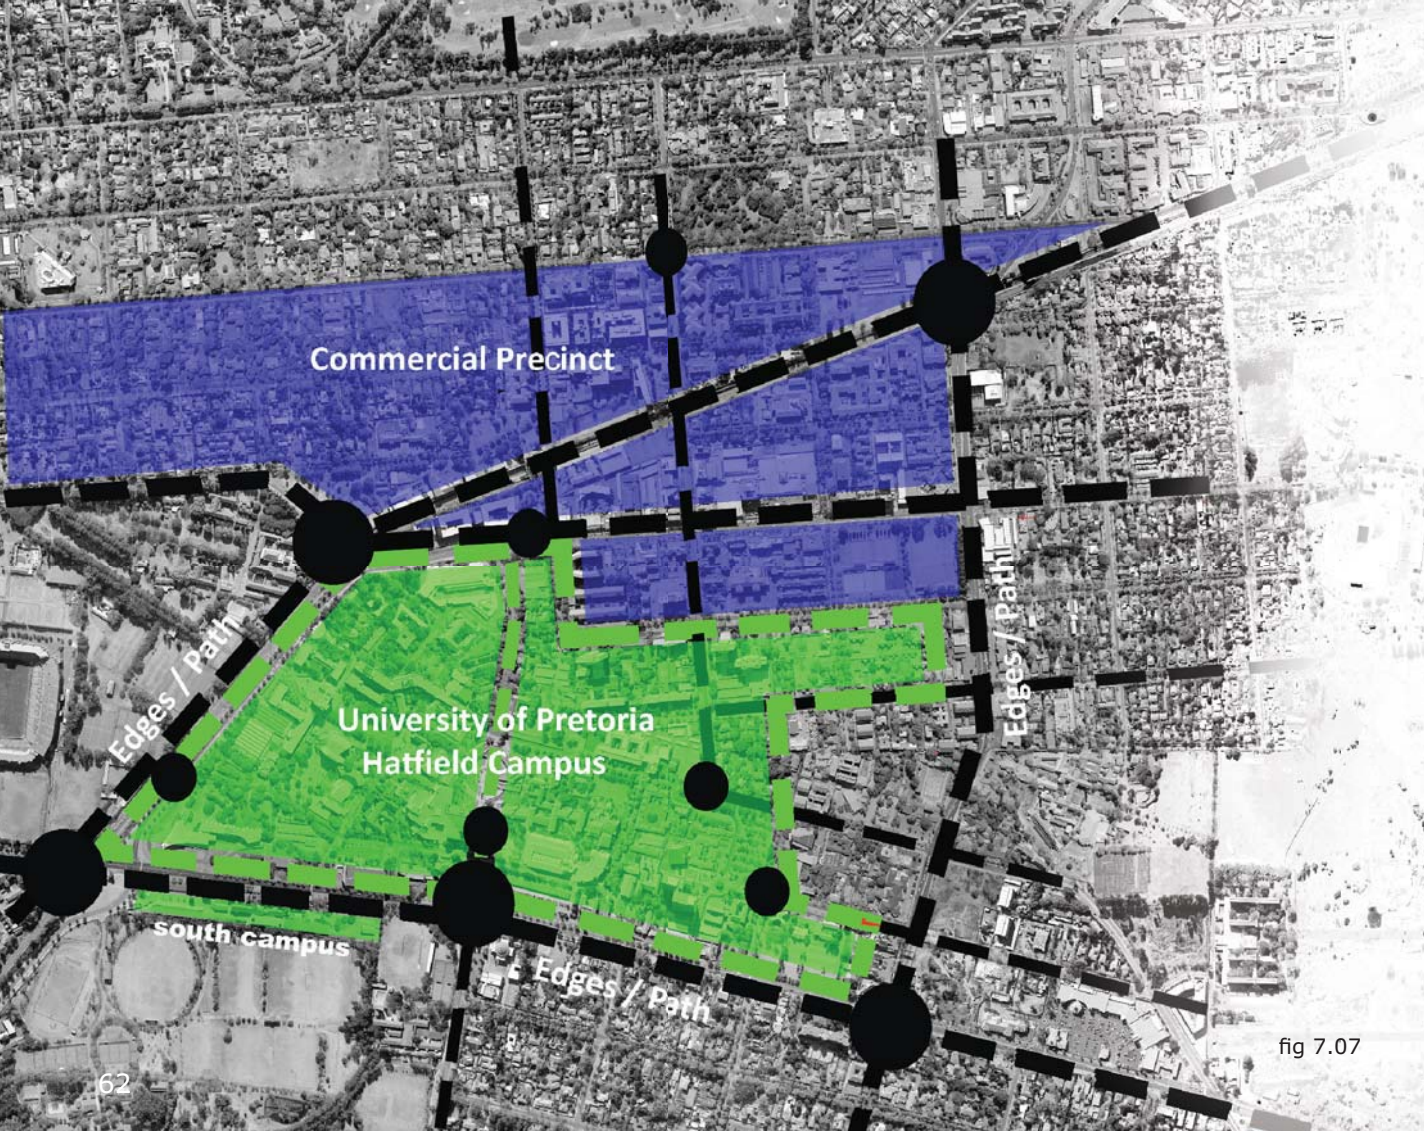 Commercial Precinct
Edges / Path
Edges / Path
University of Pretoria
Hatfield Campus
south campus
Edges / Path
fig 7.07
62